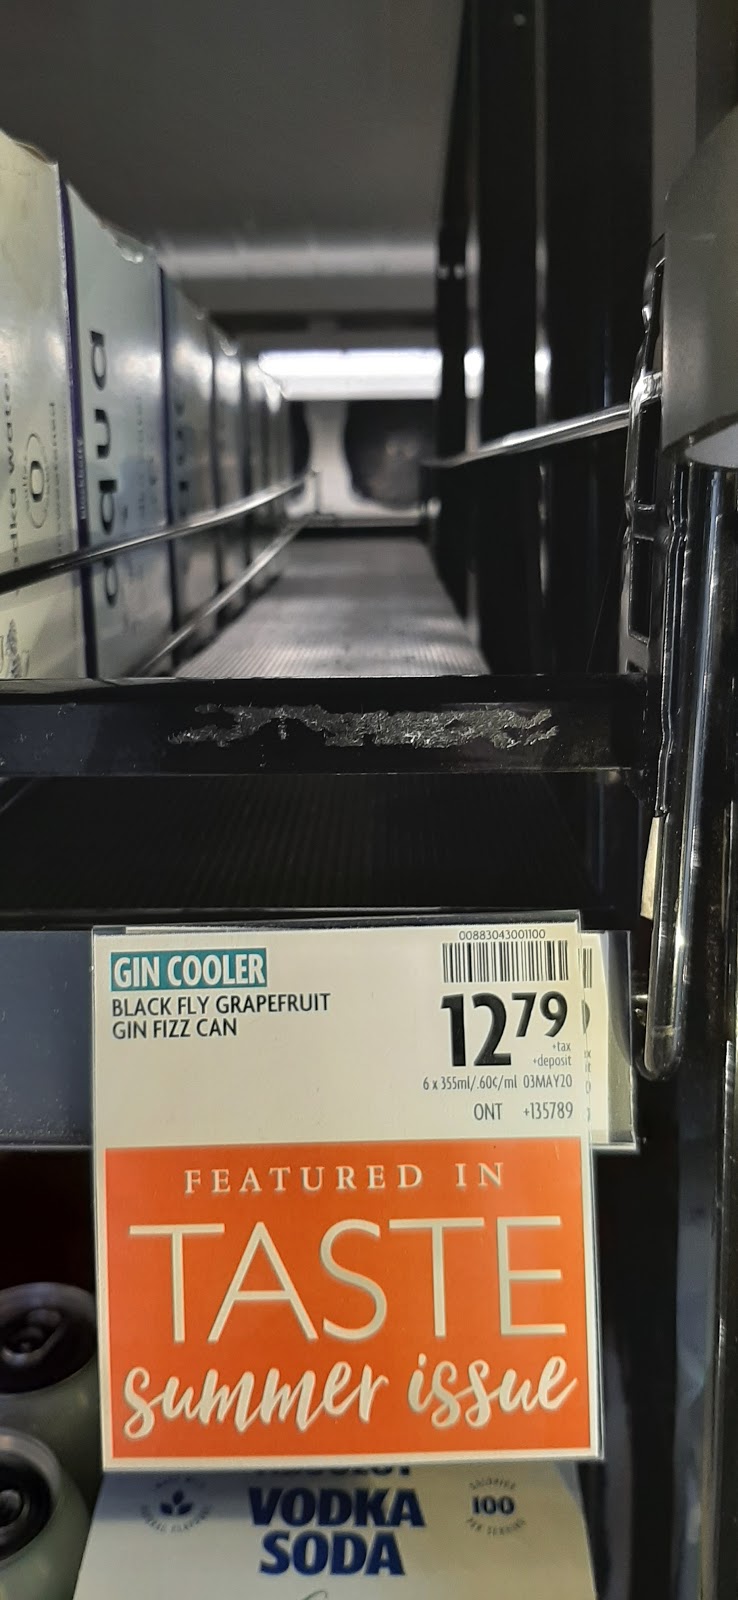 aqua
GIN COOLER
BLACK FLY GRAPEFRUIT
GIN FIZZ CAN
00883043001100
12 79
+tax
+deposit
6 x 355ml/.60¢/ml 03MAY20
ONT +135789
FEATURED IN
TASTE
summer issue
VODKA
SODA
100